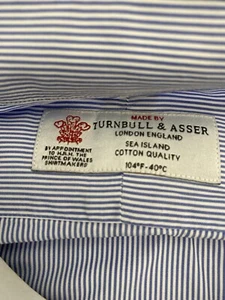 MADE BY
TURNBULL & ASSER
LONDON ENGLAND
SEA ISLAND
COTTON QUALITY
104°F-40°C
BY APPOINTMENT
TO H.R.H. THE
PRINCE OF WALES
SHIRTMAKERS